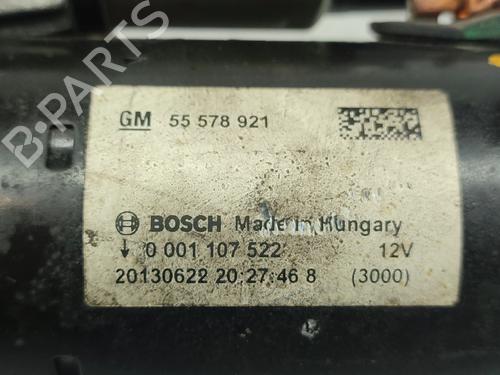 GM 55 578 921
BOSCH Made in Hungary
0 001 107 522 12V
20130622 20:27:46 8 (3000)
B-PARTS